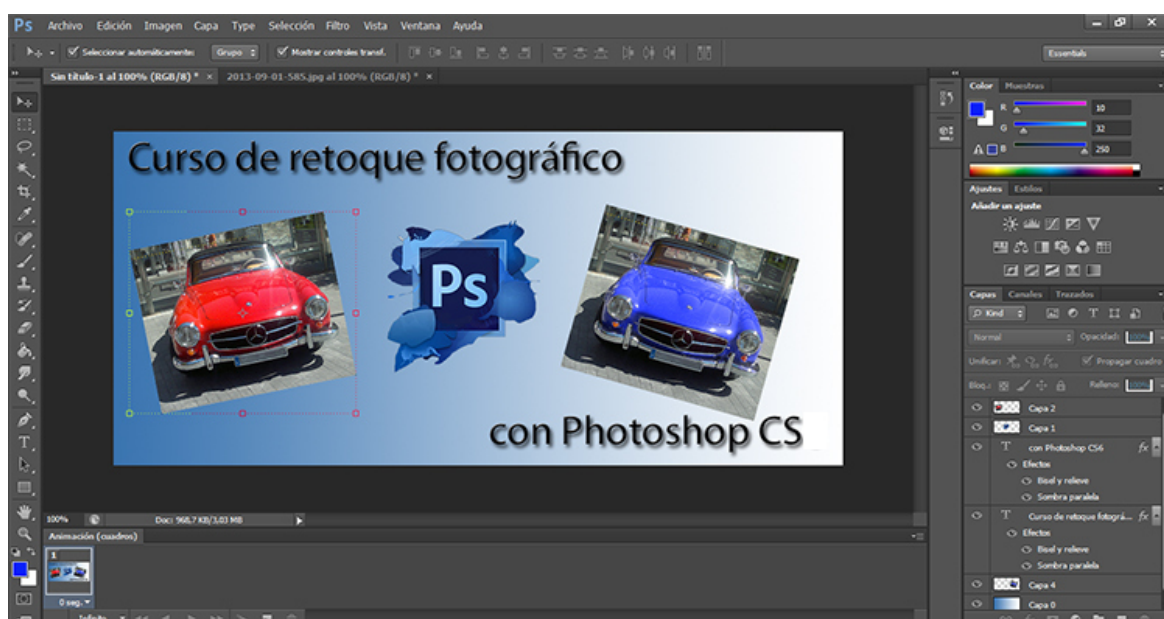 Ps Archivo Edición Imagen Capa Type Selección Filtro Vista Ventana Ayuda
Seleccionar automáticamente: Grupo Mostrar controles transf. Essentials
Sin título-1 al 100% (RGB/8) * × 2013-09-01-585.jpg al 100% (RGB/8) * ×
Color Muestras
R 10
G 32
B 250
Ajustes Estilos
Añadir un ajuste
Capas Canales Trazados
Kind
Normal Opacidad: 100%
Unificar: Propagar cuadro
Bloq.: Relleno: 100%
Capa 2
Capa 1
T con Photoshop CS6 fx
Efectos
Bisel y relieve
Sombra paralela
T Curso de retoque fotográ... fx
Efectos
Bisel y relieve
Sombra paralela
Capa 4
Capa 0
Curso de retoque fotográfico
Ps
con Photoshop CS
100% Doc: 968,7 KB/3,03 MB
Animación (cuadros)
1
0 seg.
Infinito